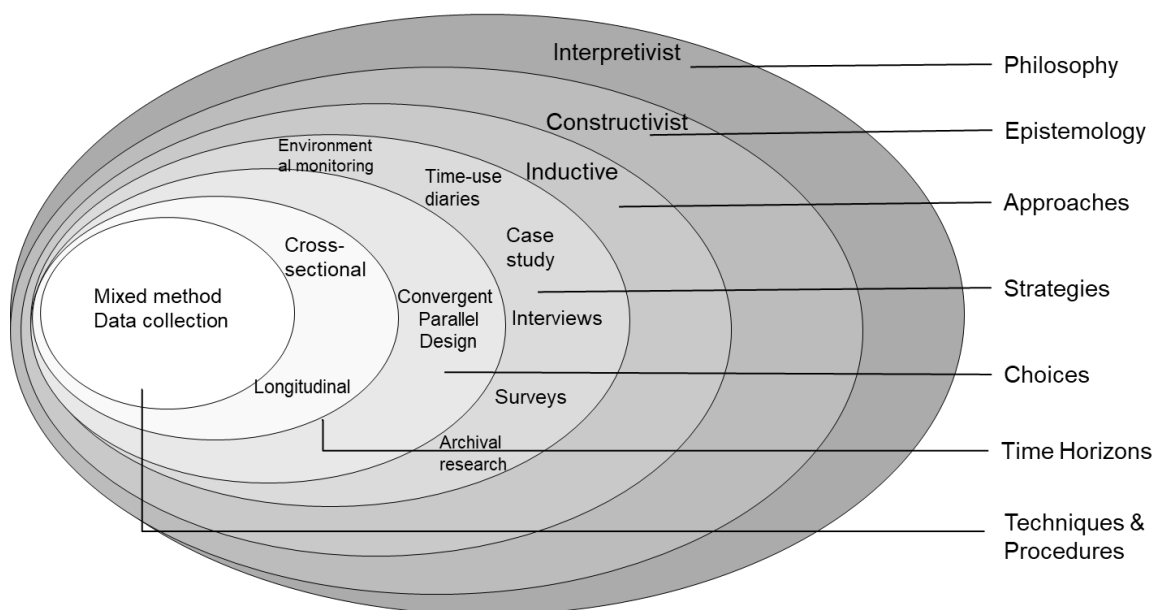 Interpretivist
Philosophy
Constructivist
Epistemology
Environment
al monitoring
Time-use
diaries
Inductive
Approaches
Case
study
Cross-
sectional
Mixed method
Data collection
Convergent
Parallel
Design
Interviews
Strategies
Choices
Longitudinal
Surveys
Archival
research
Time Horizons
Techniques &
Procedures